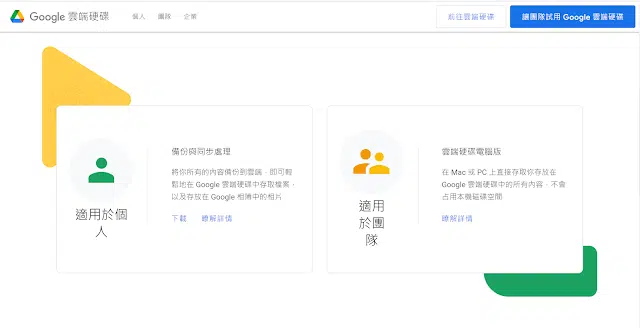 Google 雲端硬碟
個人
團隊
企業
前往雲端硬碟
讓團隊試用 Google 雲端硬碟
適用於個
人
備份與同步處理
將你所有的內容備份到雲端，即可輕
鬆地在 Google 雲端硬碟中存取檔案，
以及存放在 Google 相簿中的相片
下載
瞭解詳情
適用
於團
隊
雲端硬碟電腦版
在 Mac 或 PC 上直接存取你存放在
Google 雲端硬碟中的所有內容，不會
占用本機磁碟空間
瞭解詳情